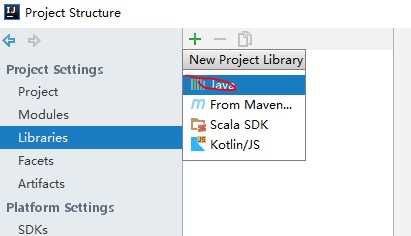 Project Structure
New Project Library
Project Settings
Java
Project
From Maven...
Modules
Scala SDK
Libraries
Kotlin/JS
Facets
Artifacts
Platform Settings
SDKs